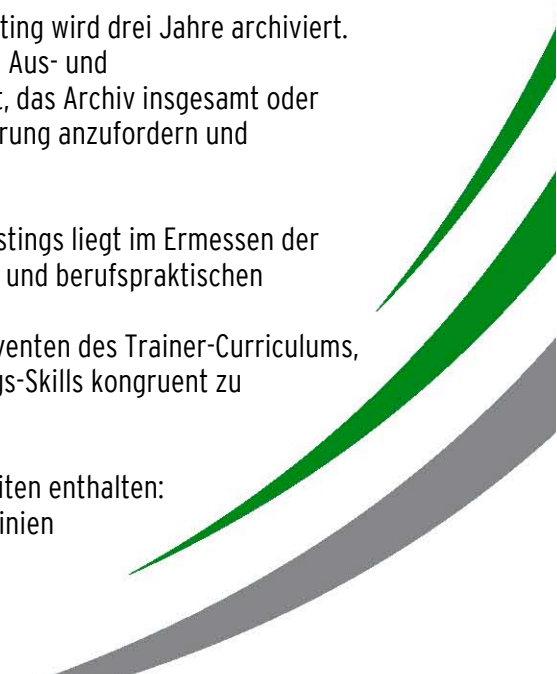 ting wird drei Jahre archiviert.
Aus- und
t, das Archiv insgesamt oder
rung anzufordern und
stings liegt im Ermessen der
und berufspraktischen
venten des Trainer-Curriculums,
gs-Skills kongruent zu
iten enthalten:
inien